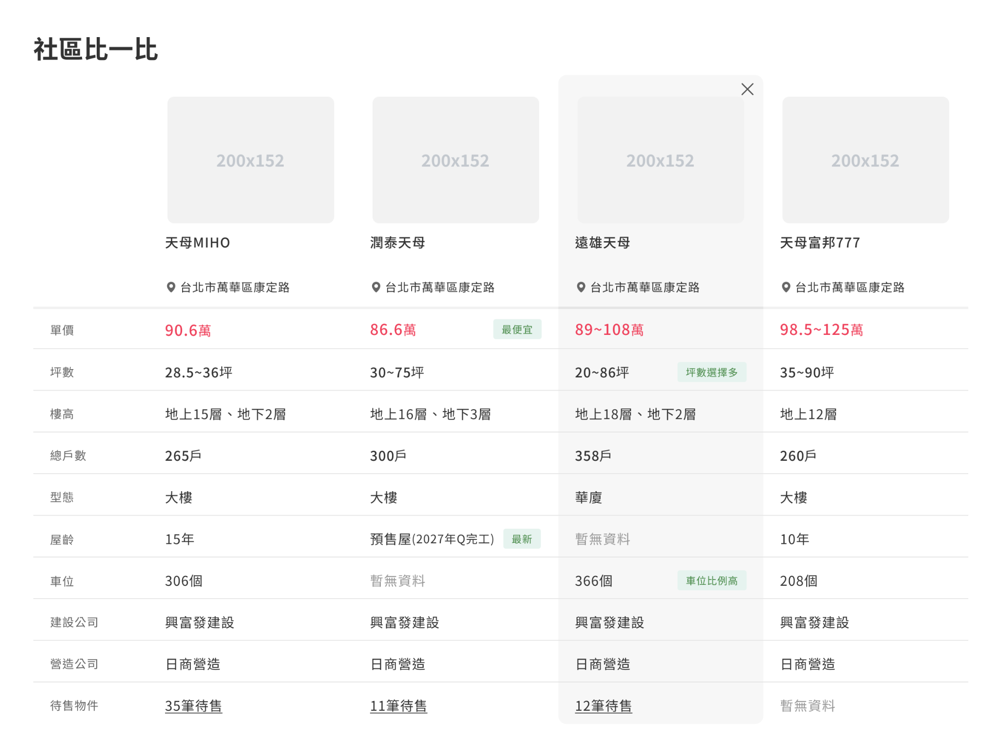 社區比一比
200x152 200x152 200x152 200x152
天母MIHO 潤泰天母 遠雄天母 天母富邦777
台北市萬華區康定路 台北市萬華區康定路 台北市萬華區康定路 台北市萬華區康定路
單價 90.6萬 86.6萬 最便宜 89~108萬 98.5~125萬
坪數 28.5~36坪 30~75坪 20~86坪 坪數選擇多 35~90坪
樓高 地上15層、地下2層 地上16層、地下3層 地上18層、地下2層 地上12層
總戶數 265戶 300戶 358戶 260戶
型態 大樓 大樓 華廈 大樓
屋齡 15年 預售屋(2027年Q完工) 最新 暫無資料 10年
車位 306個 暫無資料 366個 車位比例高 208個
建設公司 興富發建設 興富發建設 興富發建設 興富發建設
營造公司 日商營造 日商營造 日商營造 日商營造
待售物件 35筆待售 11筆待售 12筆待售 暫無資料